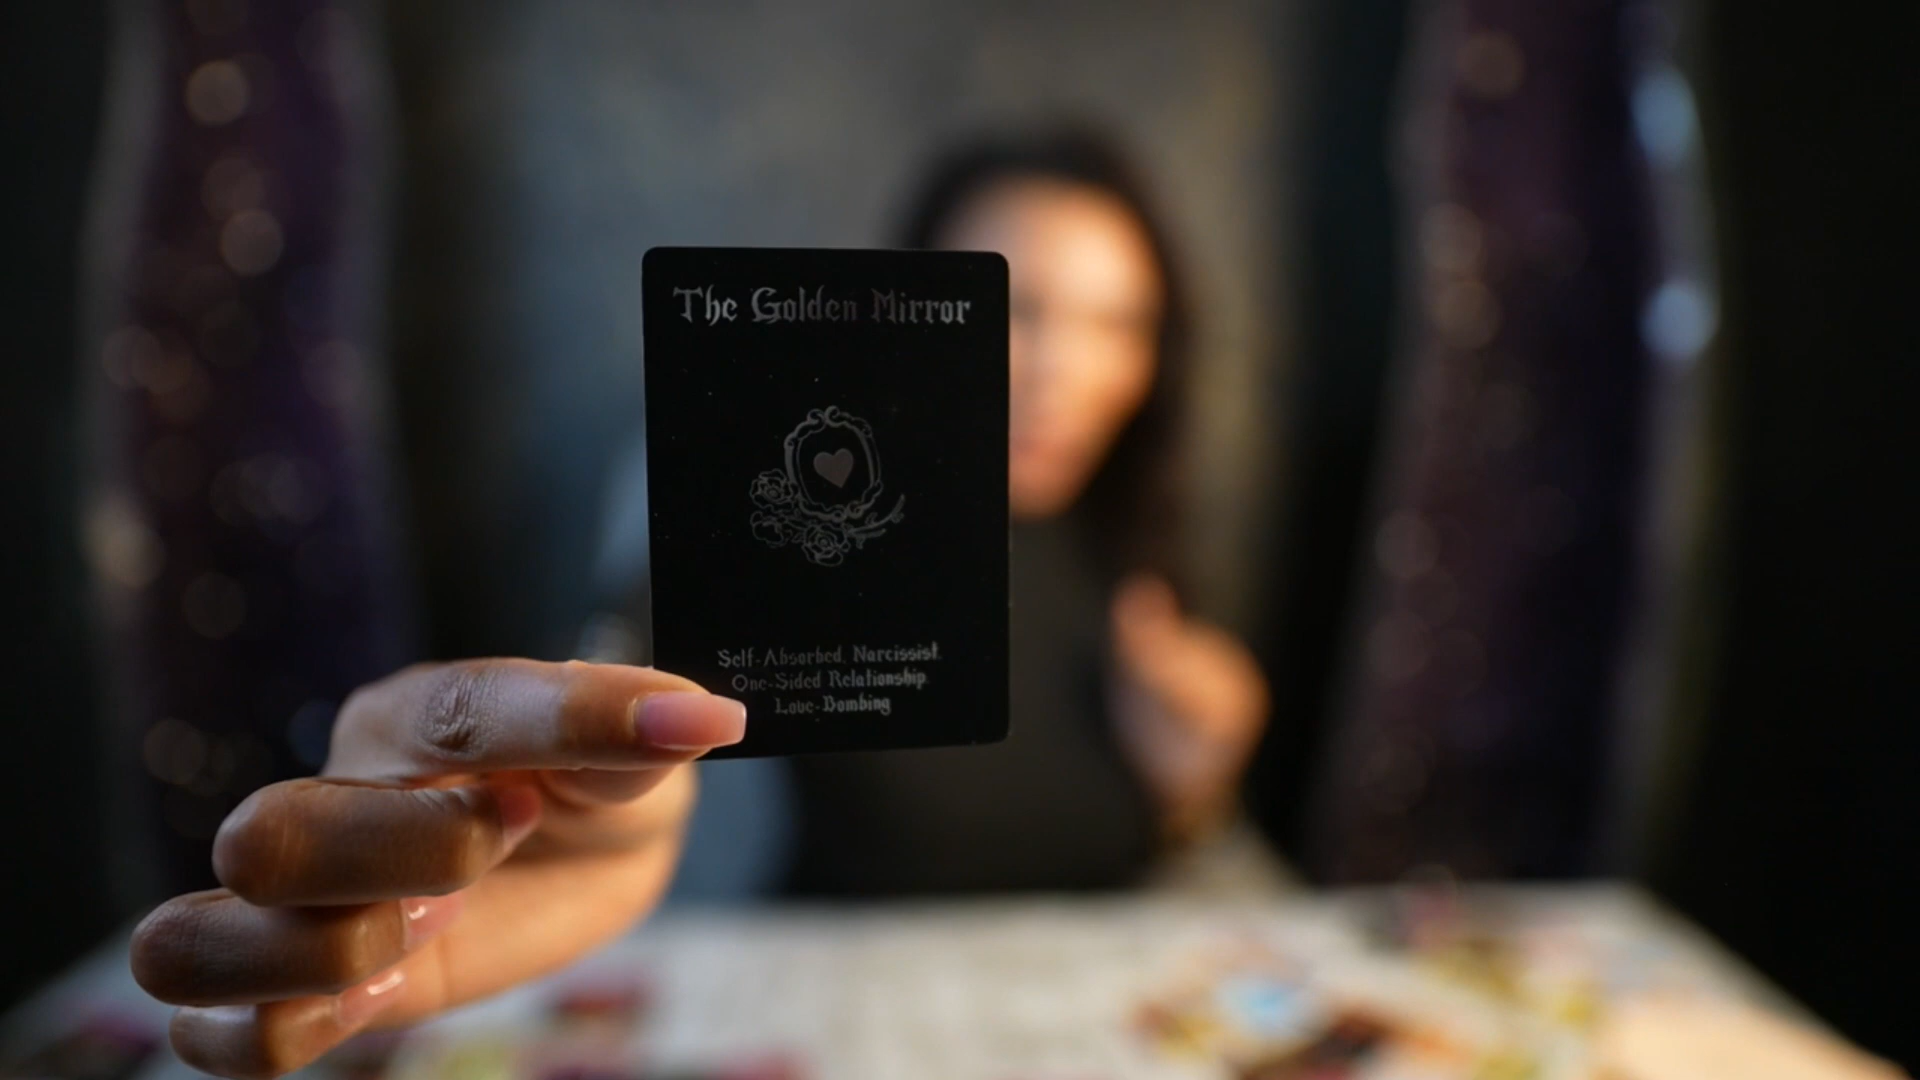 The Golden Mirror
Self-Absorbed, Narcissist,
One-Sided Relationship,
Love-Bombing